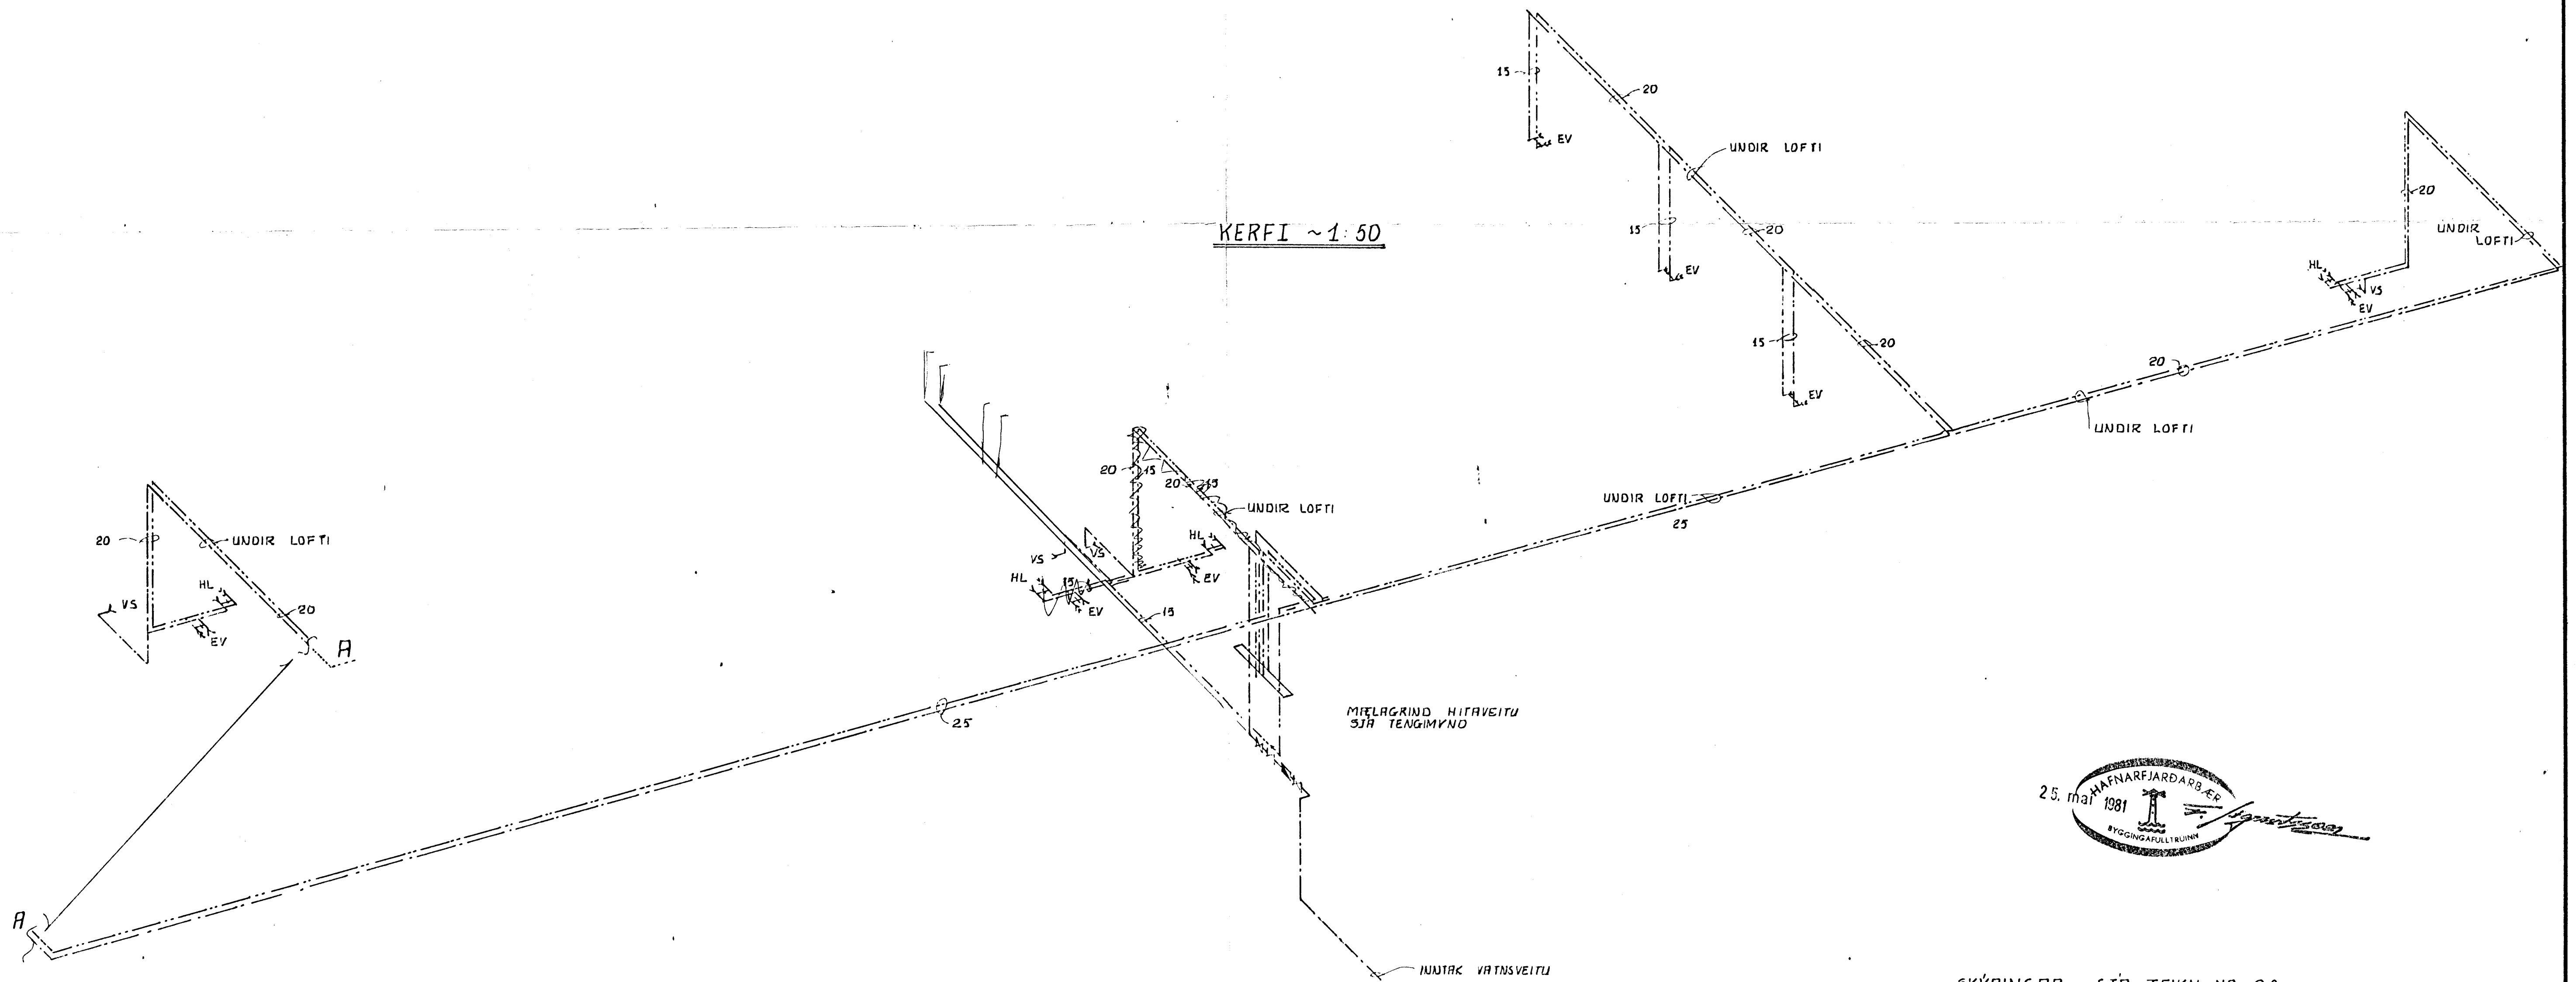 15
20
EV
UNDIR LOFTI
15
20
EV
15
20
EV
20
UNDIR
LOFTI
HL
VS
EV
KERFI ~1:50
20
UNDIR LOFTI
UNDIR LOFTI
25
20
15
20
15
UNDIR LOFTI
HL
VS
VS
HL
15
EV
EV
15
20
UNDIR LOFTI
HL
VS
20
EV
A
25
MÆLAGRIND HITAVEITU
SJÁ TENGIMYND
HAFNARFJARÐARBÆR
25. maí 1981
BYGGINGAFULLTRÚINN
A
INNTAK VATNSVEITU